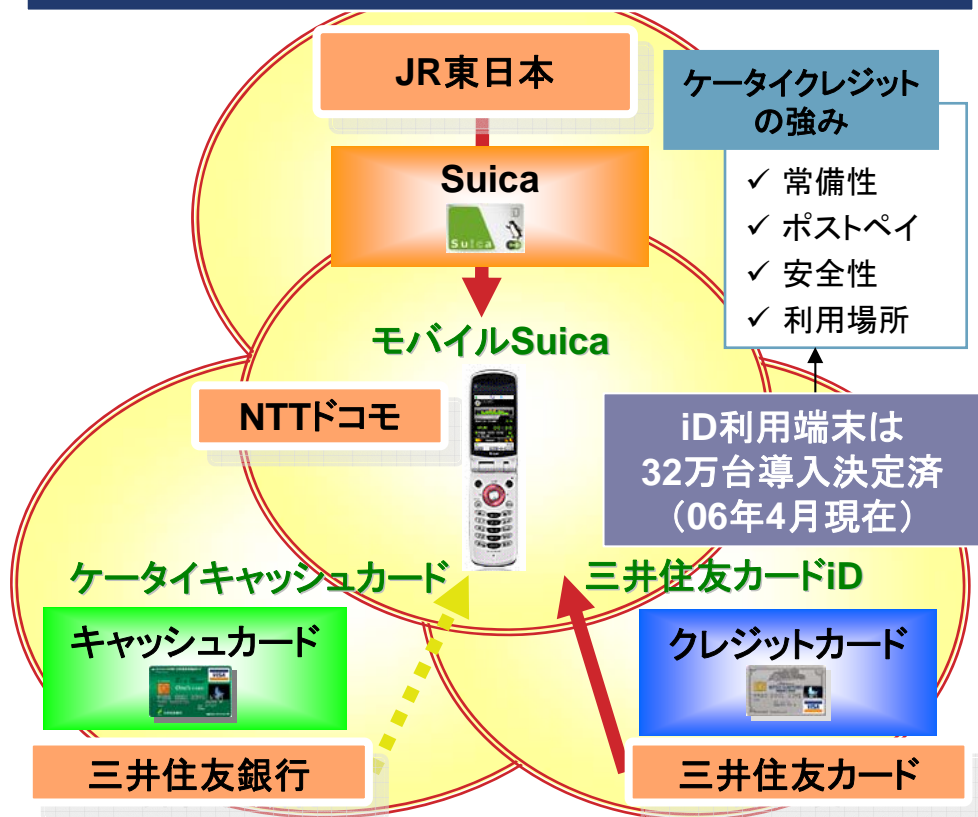 JR東日本
ケータイクレジット
の強み
Suica
Suica
✓ 常備性
✓ ポストペイ
✓ 安全性
✓ 利用場所
モバイルSuica
NTTドコモ
iD利用端末は
32万台導入決定済
（06年4月現在）
ケータイキャッシュカード
三井住友カードiD
キャッシュカード
VISA
クレジットカード
VISA
三井住友銀行
三井住友カード